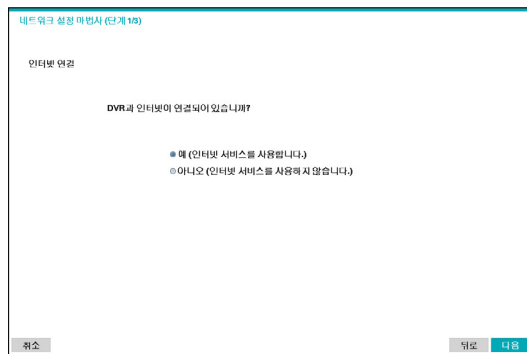 네트워크 설정 마법사 (단계 1/3)
인터넷 연결
DVR과 인터넷이 연결되어 있습니까?
예 (인터넷 서비스를 사용합니다.)
아니오 (인터넷 서비스를 사용하지 않습니다.)
취소
뒤로
다음